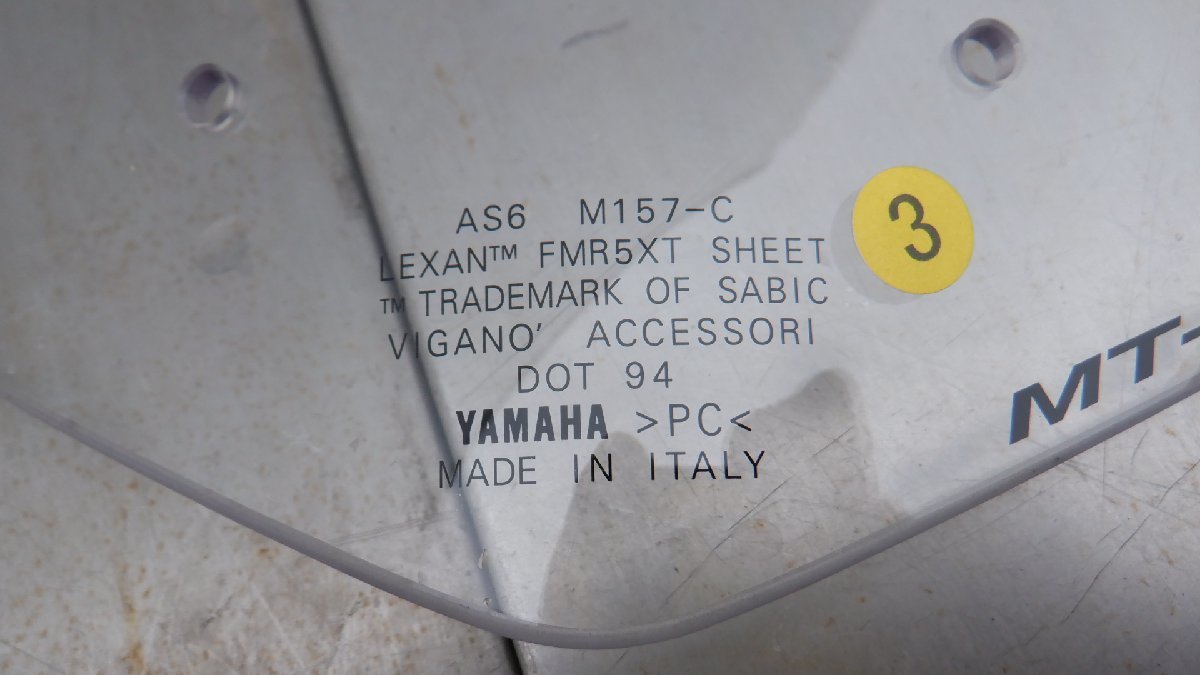 AS6 M157-C
LEXAN™ FMR5XT SHEET
™ TRADEMARK OF SABIC
VIGANO' ACCESSORI
DOT 94
YAMAHA >PC<
MADE IN ITALY
3
MT-